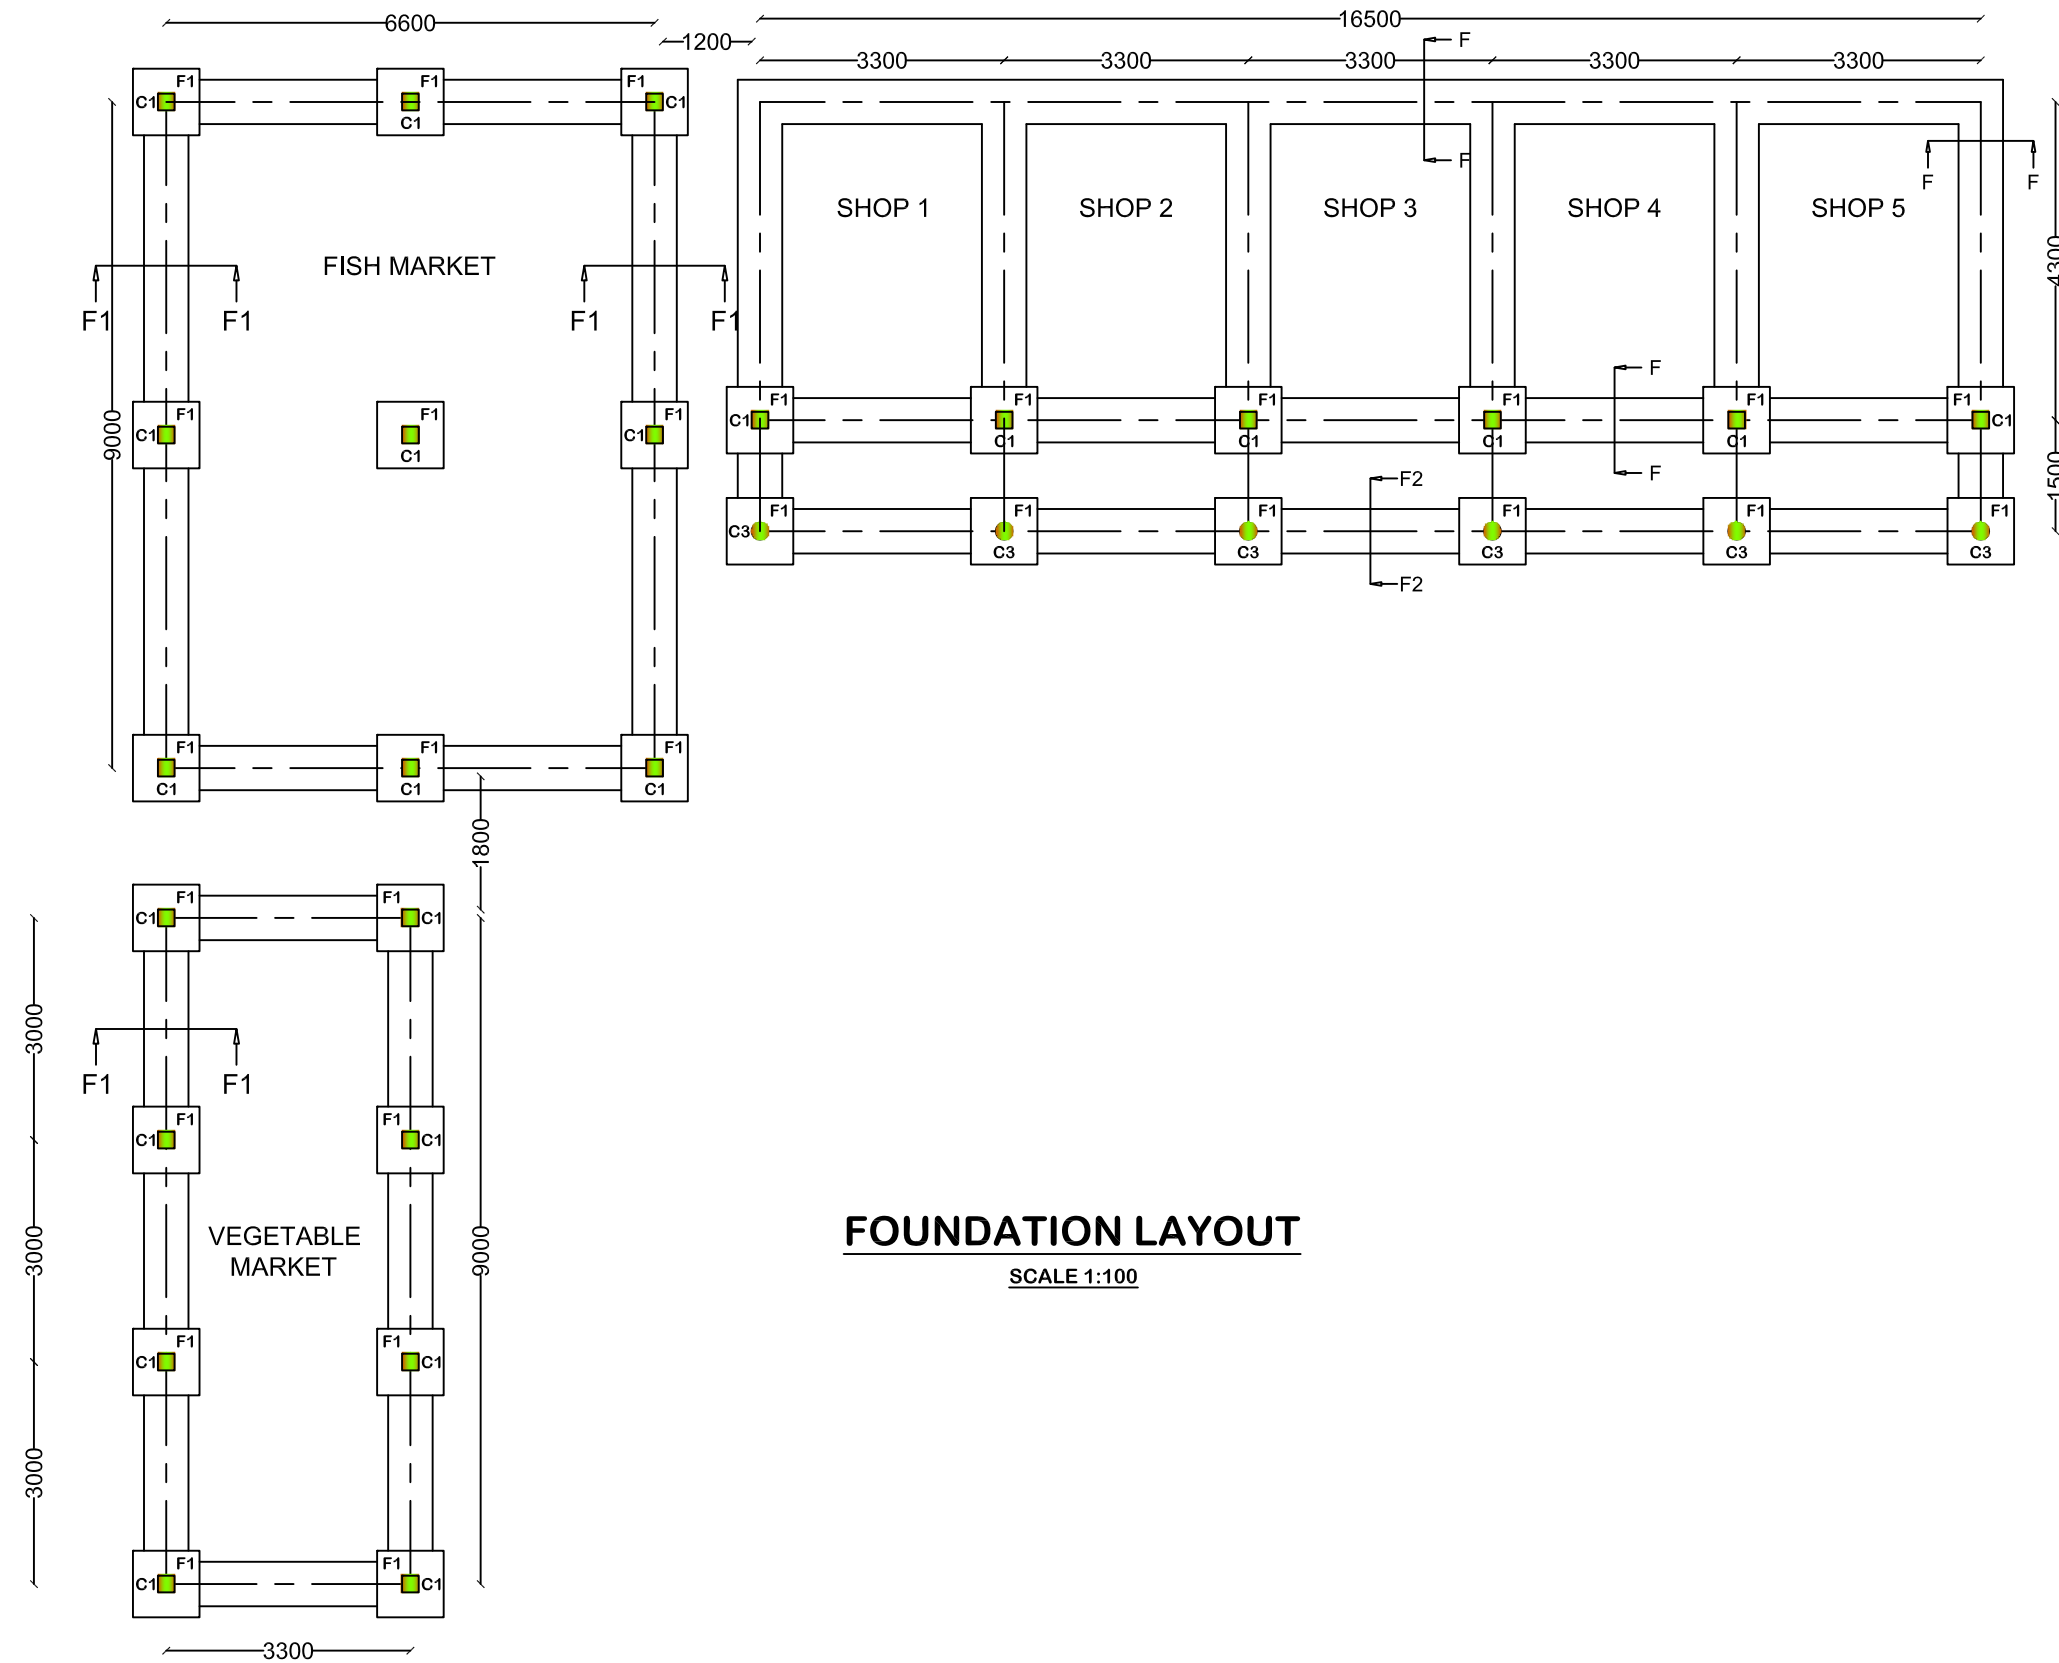 6600
16500
1200
3300 3300 3300 3300 3300
F
F1 F1 F1
C1 C1 C1
F
F F
SHOP 1 SHOP 2 SHOP 3 SHOP 4 SHOP 5
4300
FISH MARKET
F1 F1 F1 F1
F
9000
F1 F1 F1
C1 C1 C1
F1 F1 F1 F1 F1 F1
C1 C1 C1 C1 C1 C1
F
F2
1500
F1 F1 F1 F1 F1 F1
C3 C3 C3 C3 C3 C3
F2
F1 F1 F1
C1 C1 C1
1800
F1 F1
C1 C1
3000
F1 F1
F1 F1
C1 C1
VEGETABLE
MARKET
3000
9000
FOUNDATION LAYOUT
SCALE 1:100
F1 F1
C1 C1
3000
F1 F1
C1 C1
3300